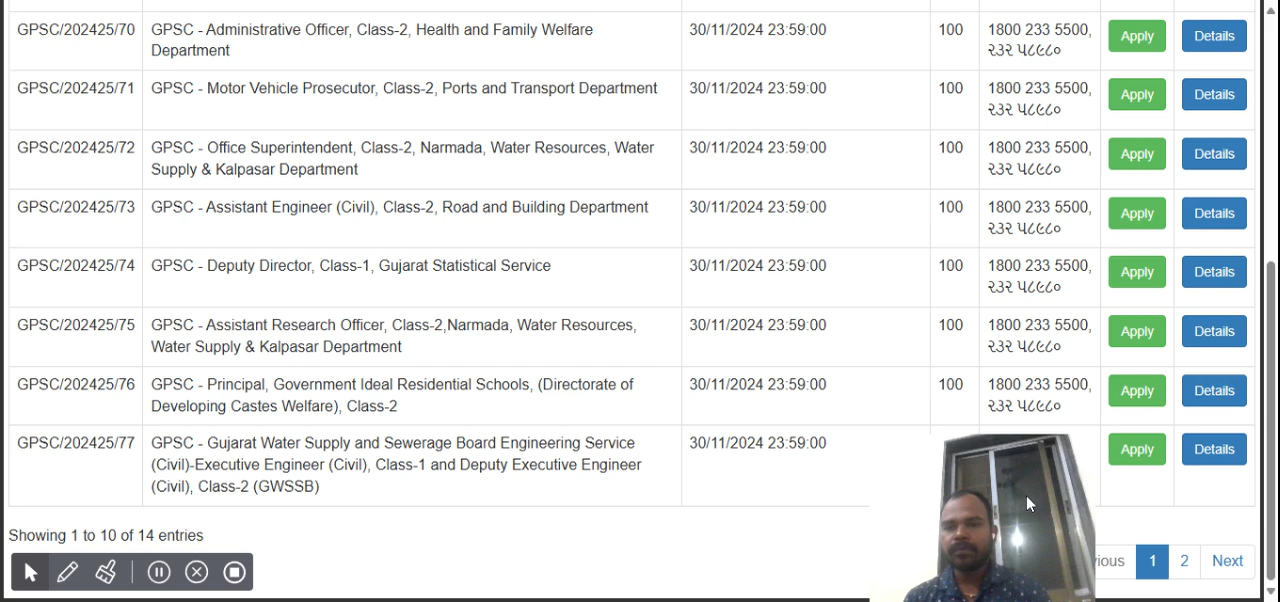 GPSC/202425/70 GPSC - Administrative Officer, Class-2, Health and Family Welfare 30/11/2024 23:59:00 100 1800 233 5500, Apply Details
Department ૨૩૨ ૫૮૯૮૦
GPSC/202425/71 GPSC - Motor Vehicle Prosecutor, Class-2, Ports and Transport Department 30/11/2024 23:59:00 100 1800 233 5500, Apply Details
૨૩૨ ૫૮૯૮૦
GPSC/202425/72 GPSC - Office Superintendent, Class-2, Narmada, Water Resources, Water 30/11/2024 23:59:00 100 1800 233 5500, Apply Details
Supply & Kalpasar Department ૨૩૨ ૫૮૯૮૦
GPSC/202425/73 GPSC - Assistant Engineer (Civil), Class-2, Road and Building Department 30/11/2024 23:59:00 100 1800 233 5500, Apply Details
૨૩૨ ૫૮૯૮૦
GPSC/202425/74 GPSC - Deputy Director, Class-1, Gujarat Statistical Service 30/11/2024 23:59:00 100 1800 233 5500, Apply Details
૨૩૨ ૫૮૯૮૦
GPSC/202425/75 GPSC - Assistant Research Officer, Class-2,Narmada, Water Resources, 30/11/2024 23:59:00 100 1800 233 5500, Apply Details
Water Supply & Kalpasar Department ૨૩૨ ૫૮૯૮૦
GPSC/202425/76 GPSC - Principal, Government Ideal Residential Schools, (Directorate of 30/11/2024 23:59:00 100 1800 233 5500, Apply Details
Developing Castes Welfare), Class-2 ૨૩૨ ૫૮૯૮૦
GPSC/202425/77 GPSC - Gujarat Water Supply and Sewerage Board Engineering Service 30/11/2024 23:59:00 Apply Details
(Civil)-Executive Engineer (Civil), Class-1 and Deputy Executive Engineer
(Civil), Class-2 (GWSSB)
Showing 1 to 10 of 14 entries
ious 1 2 Next